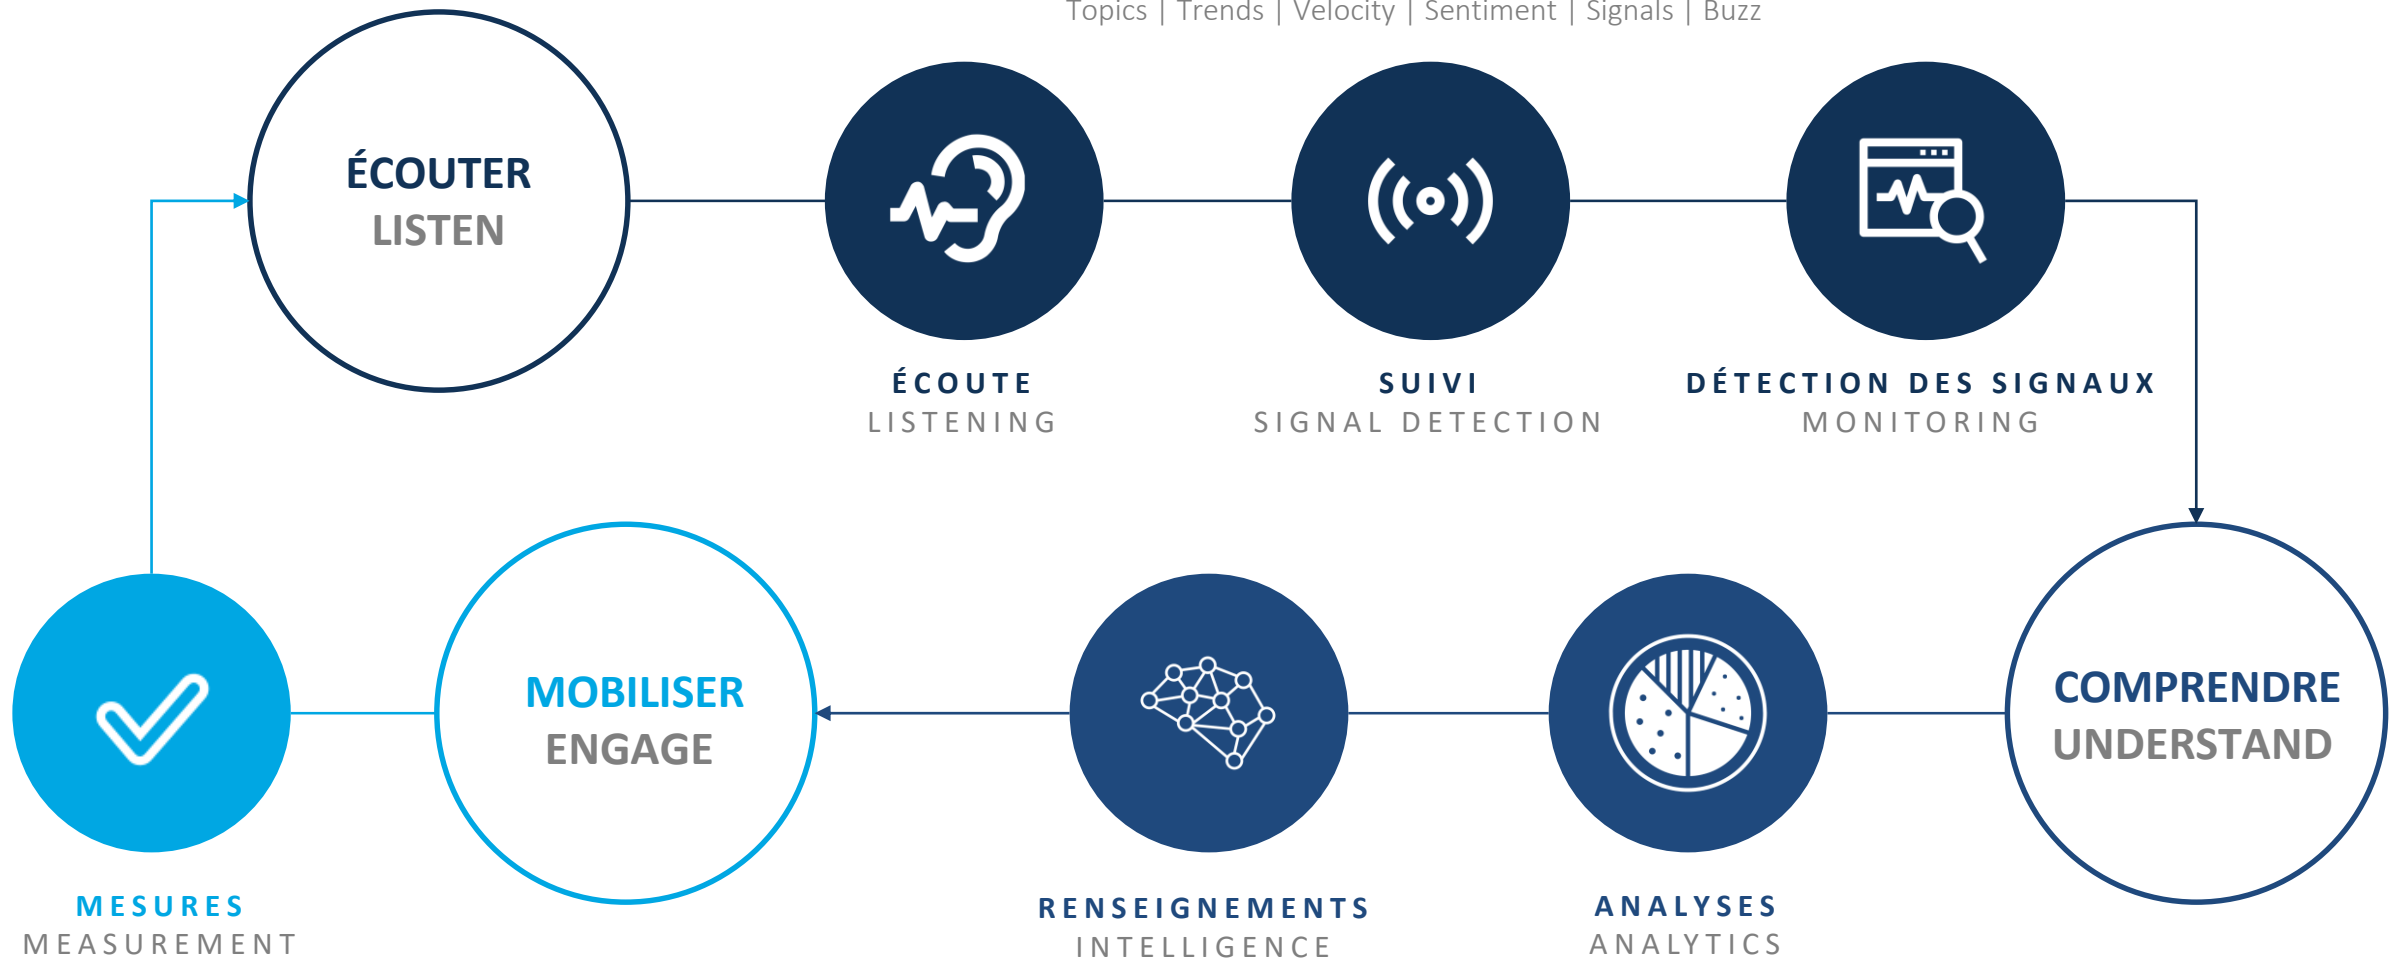 Topics | Trends | Velocity | Sentiment | Signals | Buzz
ÉCOUTER
LISTEN
ÉCOUTE
LISTENING
SUIVI
SIGNAL DETECTION
DÉTECTION DES SIGNAUX
MONITORING
COMPRENDRE
UNDERSTAND
ANALYSES
ANALYTICS
RENSEIGNEMENTS
INTELLIGENCE
MOBILISER
ENGAGE
MESURES
MEASUREMENT